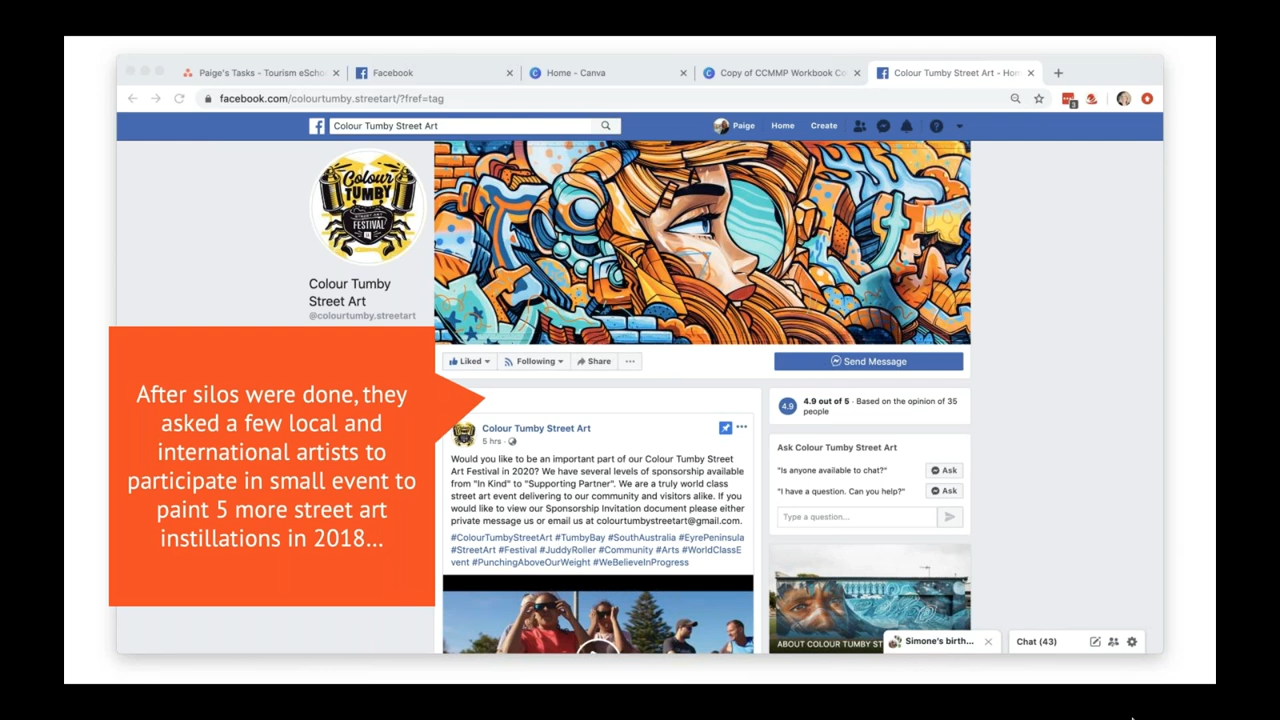 Paige's Tasks - Tourism eScho
Facebook
Home - Canva
Copy of CCMMP Workbook Co
Colour Tumby Street Art - Hom
facebook.com/colourtumby.streetart/?fref=tag
3
Colour Tumby Street Art
Paige
Home
Create
Colour
TUMBY
STREET ART
FESTIVAL
Colour Tumby
Street Art
@colourtumby.streetart
Liked
Following
Share
Send Message
After silos were done, they
asked a few local and
international artists to
participate in small event to
paint 5 more street art
instillations in 2018...
Colour Tumby Street Art
5 hrs
Would you like to be an important part of our Colour Tumby Street
Art Festival in 2020? We have several levels of sponsorship available
from "In Kind" to "Supporting Partner". We are a truly world class
street art event delivering to our community and visitors alike. If you
would like to view our Sponsorship Invitation document please either
private message us or email us at colourtumbystreetart@gmail.com.
#ColourTumbyStreetArt #TumbyBay #SouthAustralia #EyrePeninsula
#StreetArt #Festival #JuddyRoller #Community #Arts #WorldClassE
vent #PunchingAboveOurWeight #WeBelieveInProgress
4.9
4.9 out of 5 · Based on the opinion of 35
people
Ask Colour Tumby Street Art
"Is anyone available to chat?"
Ask
"I have a question. Can you help?"
Ask
Type a question...
ABOUT COLOUR TUMBY ST
Simone's birth...
Chat (43)